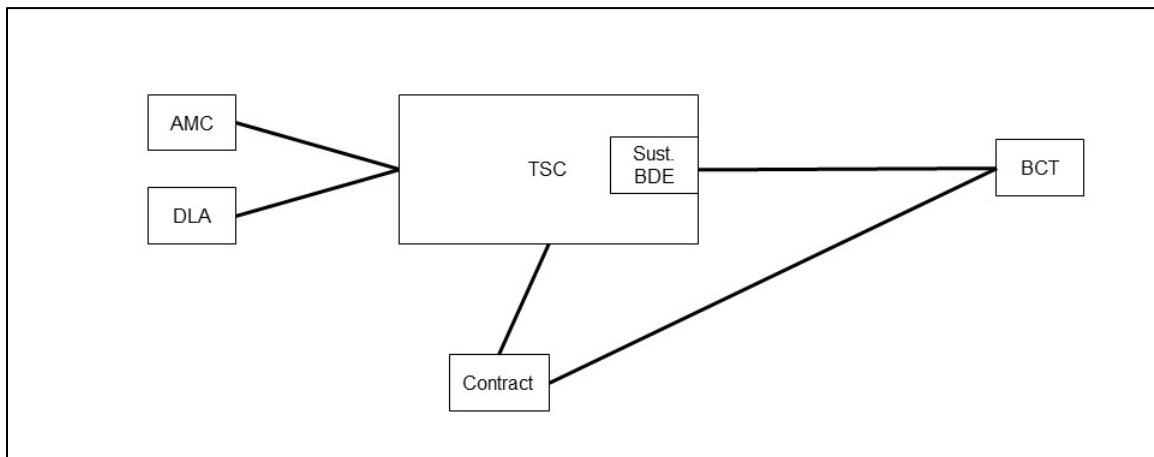 AMC
DLA
TSC
Sust.
BDE
BCT
Contract